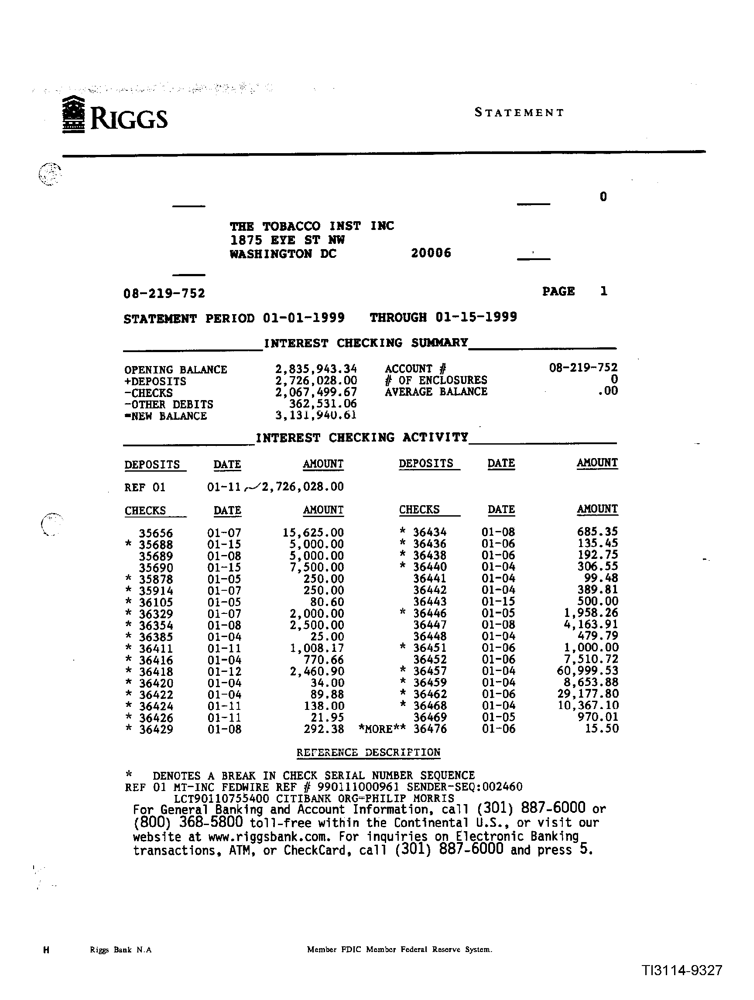 RIGGS STATEMENT
0
THE TOBACCO INST INC
1875 EYE ST NW
WASHINGTON DC 20006
08-219-752 PAGE 1
STATEMENT PERIOD 01-01-1999 THROUGH 01-15-1999
INTEREST CHECKING SUMMARY
OPENING BALANCE 2,835,943.34 ACCOUNT # 08-219-752
+DEPOSITS 2,726,028.00 # OF ENCLOSURES 0
-CHECKS 2,067,499.67 AVERAGE BALANCE .00
-OTHER DEBITS 362,531.06
=NEW BALANCE 3,131,940.61
INTEREST CHECKING ACTIVITY
DEPOSITS DATE AMOUNT DEPOSITS DATE AMOUNT
REF 01 01-11 2,726,028.00
CHECKS DATE AMOUNT CHECKS DATE AMOUNT
35656 01-07 15,625.00 * 36434 01-08 685.35
* 35688 01-15 5,000.00 * 36436 01-06 135.45
35689 01-08 5,000.00 * 36438 01-06 192.75
35690 01-15 7,500.00 * 36440 01-04 306.55
* 35878 01-05 250.00 36441 01-04 99.48
* 35914 01-07 250.00 36442 01-04 389.81
* 36105 01-05 80.60 36443 01-15 500.00
* 36329 01-07 2,000.00 * 36446 01-05 1,958.26
* 36354 01-08 2,500.00 36447 01-08 4,163.91
* 36385 01-04 25.00 36448 01-04 479.79
* 36411 01-11 1,008.17 * 36451 01-06 1,000.00
* 36416 01-04 770.66 36452 01-06 7,510.72
* 36418 01-12 2,460.90 * 36457 01-04 60,999.53
* 36420 01-04 34.00 * 36459 01-04 8,653.88
* 36422 01-04 89.88 * 36462 01-06 29,177.80
* 36424 01-11 138.00 * 36468 01-04 10,367.10
* 36426 01-11 21.95 36469 01-05 970.01
* 36429 01-08 292.38 *MORE** 36476 01-06 15.50
REFERENCE DESCRIPTION
* DENOTES A BREAK IN CHECK SERIAL NUMBER SEQUENCE
REF 01 MT-INC FEDWIRE REF # 990111000961 SENDER-SEQ:002460
LCT90110755400 CITIBANK ORG=PHILIP MORRIS
For General Banking and Account Information, call (301) 887-6000 or
(800) 368-5800 toll-free within the Continental U.S., or visit our
website at www.riggsbank.com. For inquiries on Electronic Banking
transactions, ATM, or CheckCard, call (301) 887-6000 and press 5.
H Riggs Bank N.A Member FDIC Member Federal Reserve System.
TI3114-9327